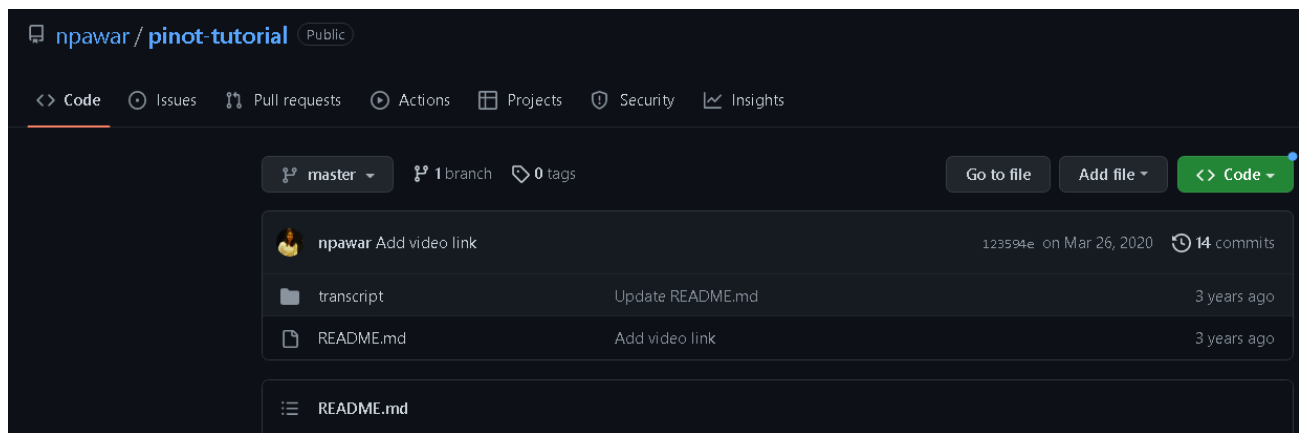 npawar / pinot-tutorial Public
Code Issues Pull requests Actions Projects Security Insights
master 1 branch 0 tags Go to file Add file Code
npawar Add video link 123594e on Mar 26, 2020 14 commits
transcript Update README.md 3 years ago
README.md Add video link 3 years ago
README.md